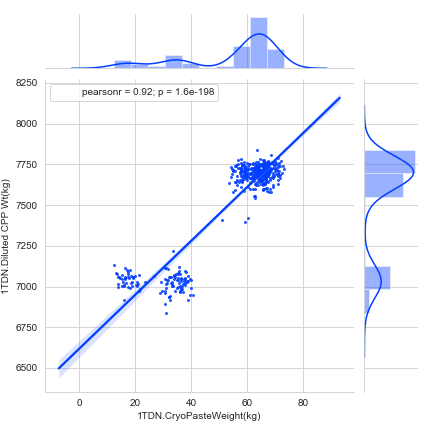 pearsonr = 0.92; p = 1.6e-198
8250
8000
7750
7500
7250
7000
6750
6500
1TDN.Diluted CPP Wt(kg)
0 20 40 60 80
1TDN.CryoPasteWeight(kg)